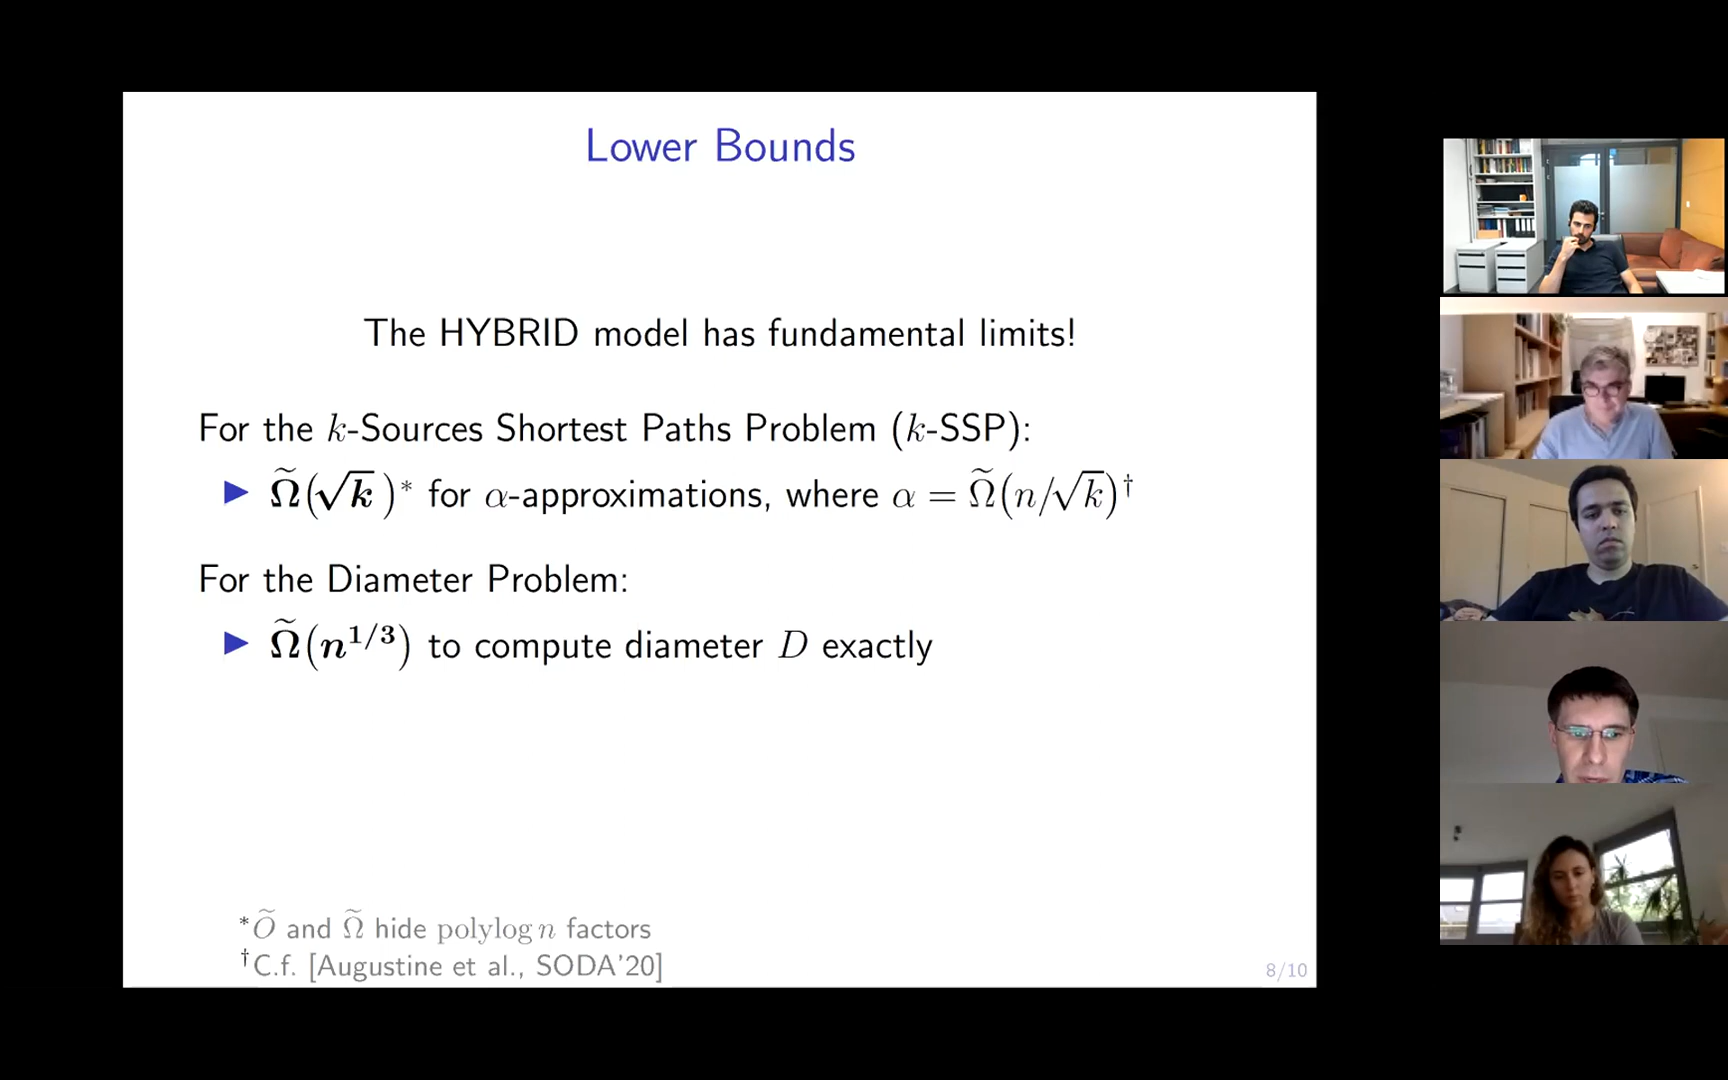 Lower Bounds
The HYBRID model has fundamental limits!
For the k-Sources Shortest Paths Problem (k-SSP):
▶ Ω̃(√k)* for α-approximations, where α = Ω̃(n/√k)†
For the Diameter Problem:
▶ Ω̃(n^{1/3}) to compute diameter D exactly
*Õ and Ω̃ hide polylog n factors
†C.f. [Augustine et al., SODA'20]
8/10